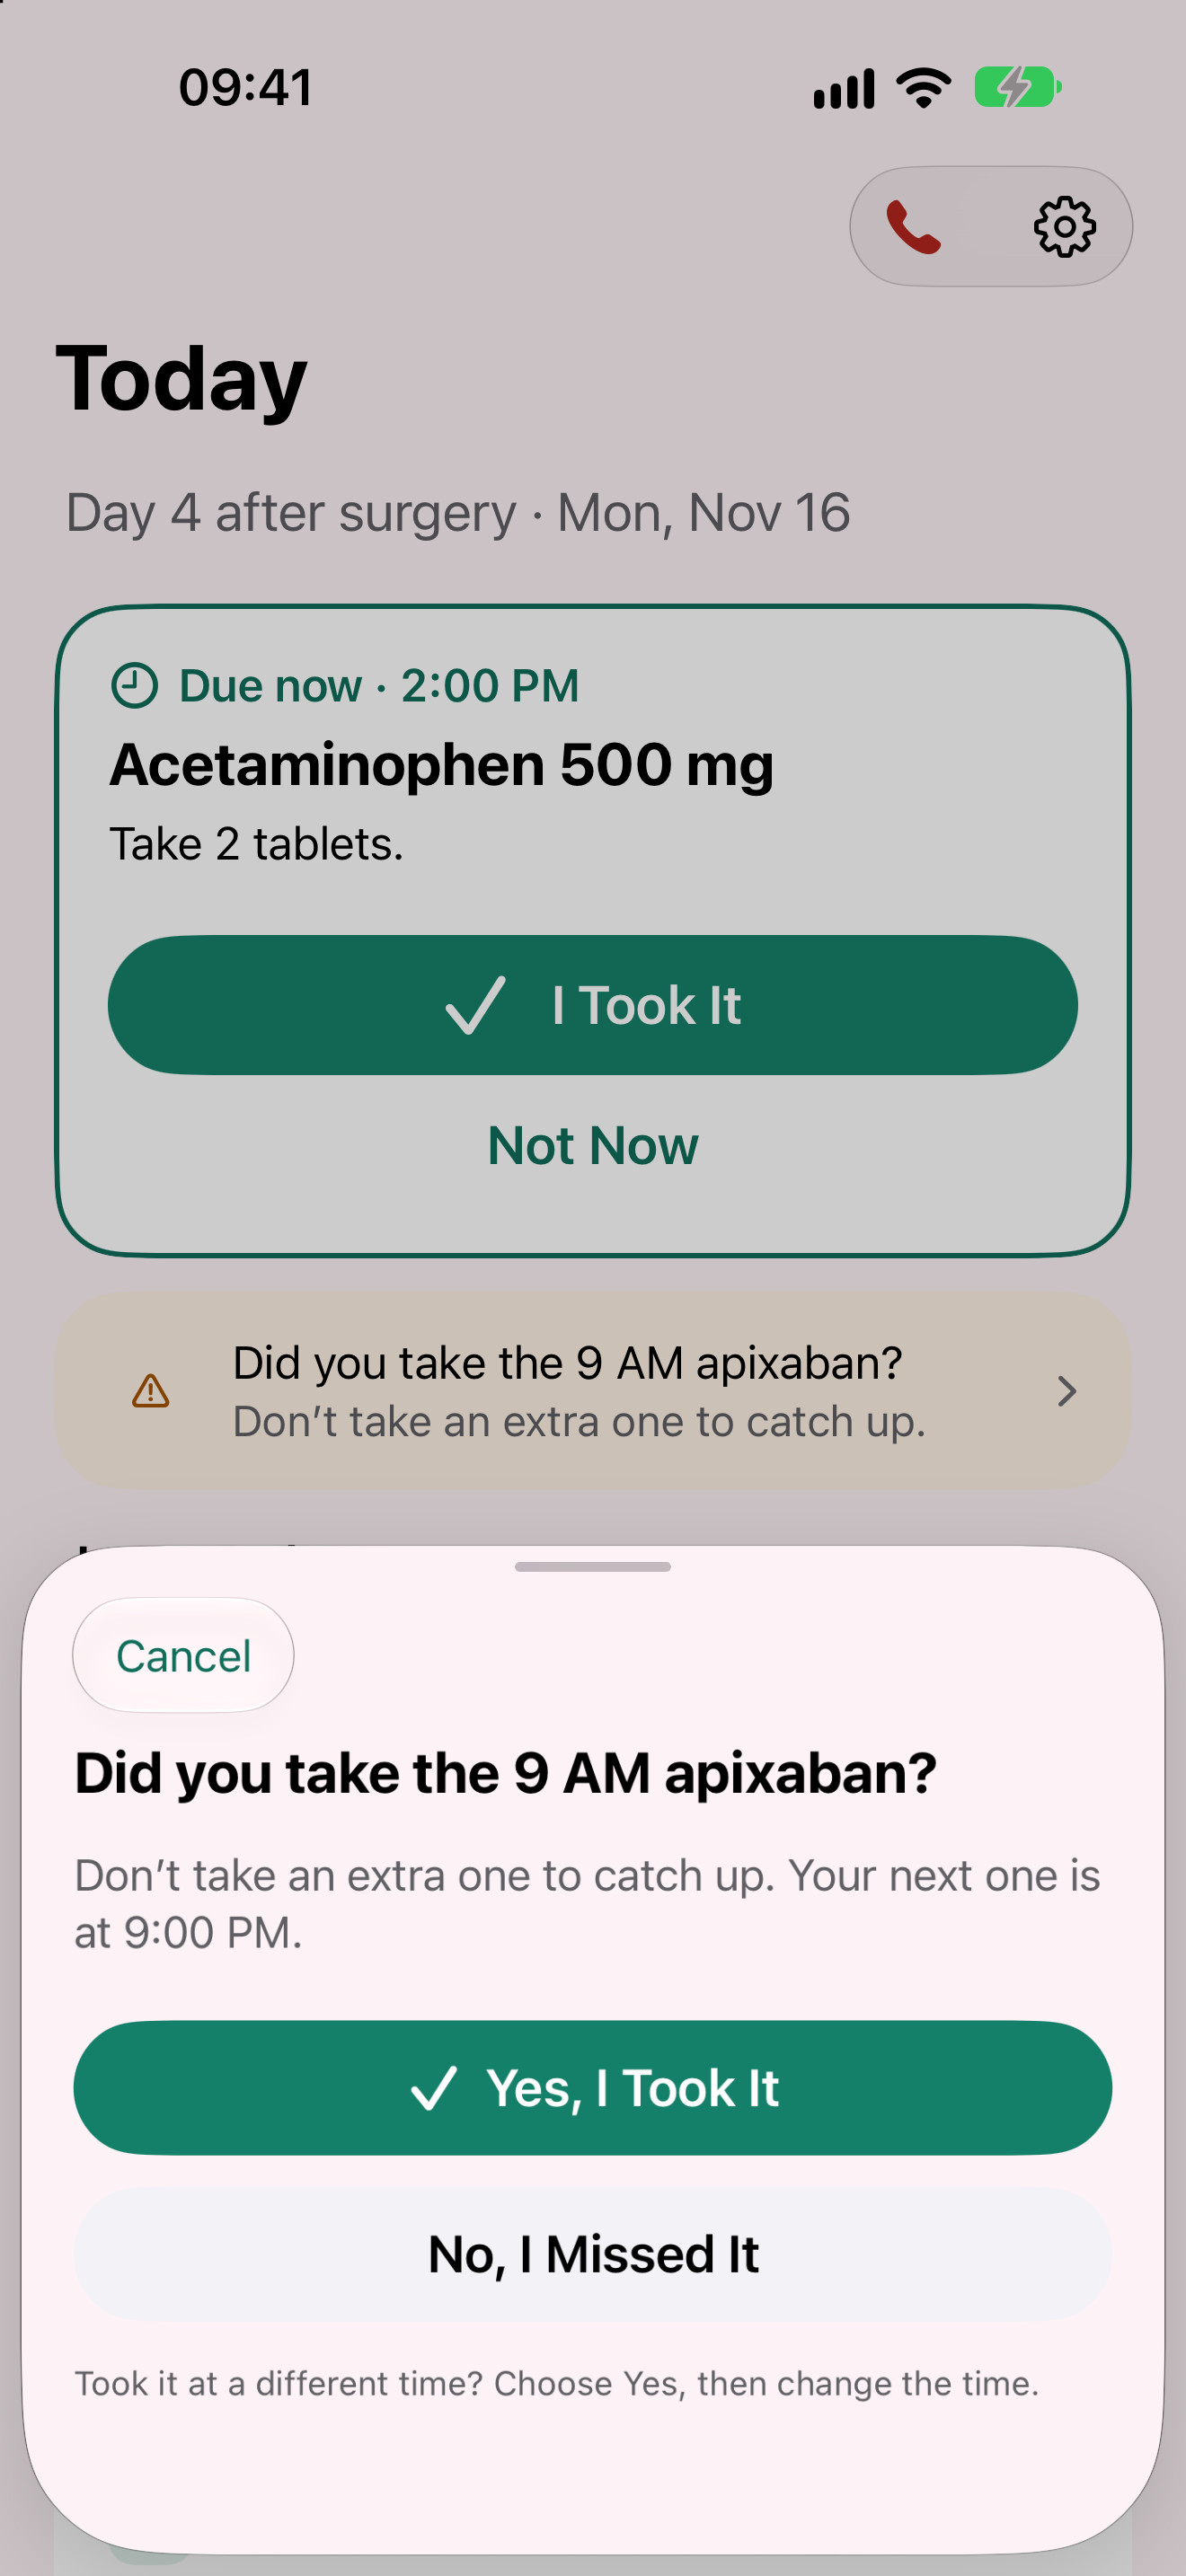 09:41
Today
Day 4 after surgery · Mon, Nov 16
Due now · 2:00 PM
Acetaminophen 500 mg
Take 2 tablets.
I Took It
Not Now
Did you take the 9 AM apixaban?
Don’t take an extra one to catch up.
Cancel
Did you take the 9 AM apixaban?
Don’t take an extra one to catch up. Your next one is
at 9:00 PM.
Yes, I Took It
No, I Missed It
Took it at a different time? Choose Yes, then change the time.